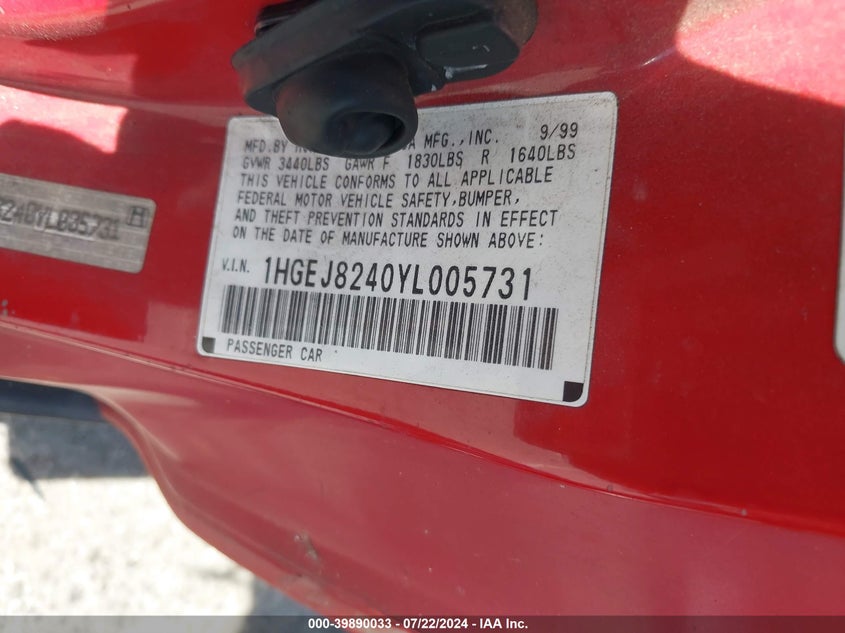 MFD.BY MFG.,INC. 9/99
GVWR 3440LBS GAWR F 1830LBS R 1640LBS
THIS VEHICLE CONFORMS TO ALL APPLICABLE
FEDERAL MOTOR VEHICLE SAFETY,BUMPER,
AND THEFT PREVENTION STANDARDS IN EFFECT
ON THE DATE OF MANUFACTURE SHOWN ABOVE:
V.I.N. 1HGEJ8240YL005731
PASSENGER CAR
8240YL005731 H
000-39890033 - 07/22/2024 - IAA Inc.